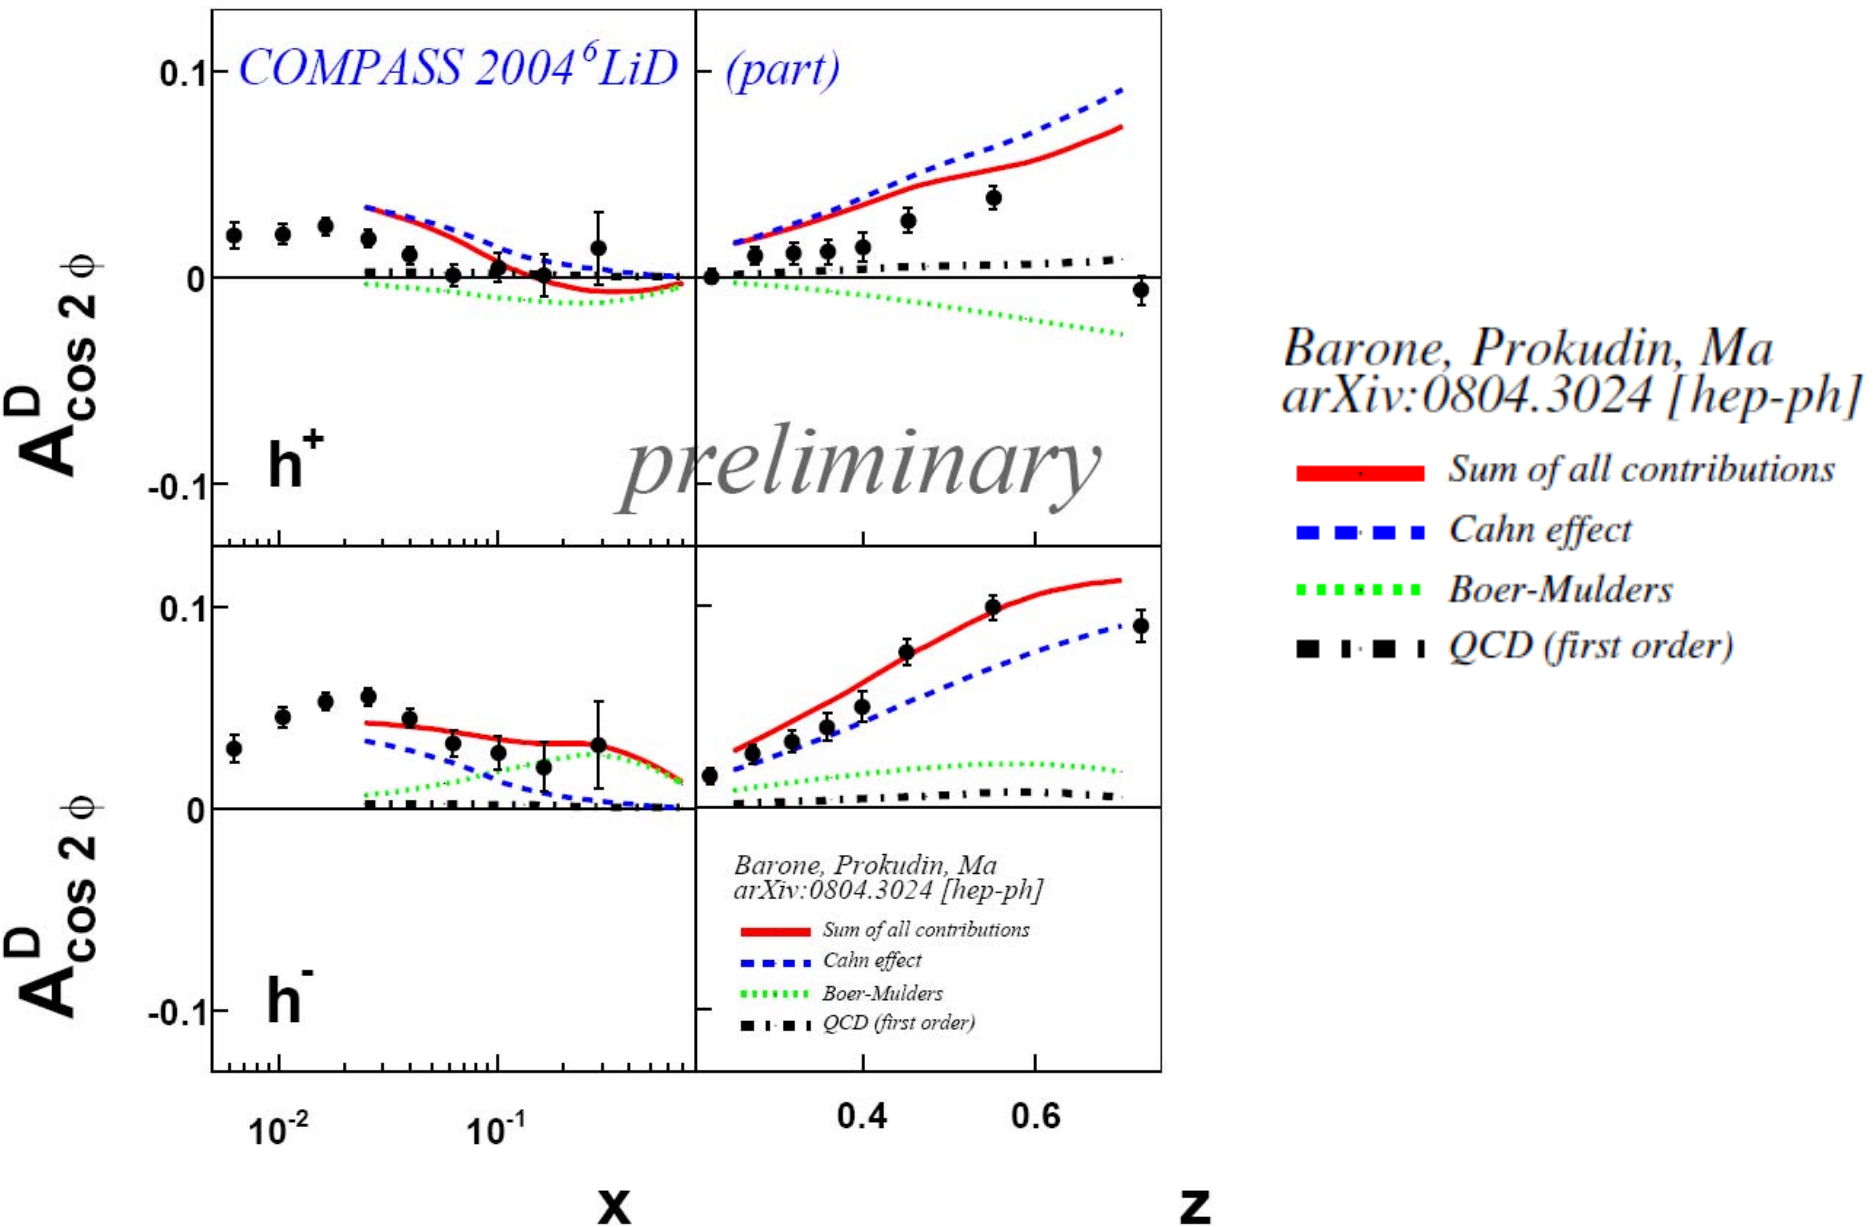 COMPASS 2004 ⁶LiD (part)
0.1
0
-0.1
A^D_cos 2 ϕ
h⁺
preliminary
0.1
0
-0.1
A^D_cos 2 ϕ
h⁻
Barone, Prokudin, Ma
arXiv:0804.3024 [hep-ph]
Sum of all contributions
Cahn effect
Boer-Mulders
QCD (first order)
10⁻² 10⁻¹ 0.4 0.6
x z
Barone, Prokudin, Ma
arXiv:0804.3024 [hep-ph]
Sum of all contributions
Cahn effect
Boer-Mulders
QCD (first order)